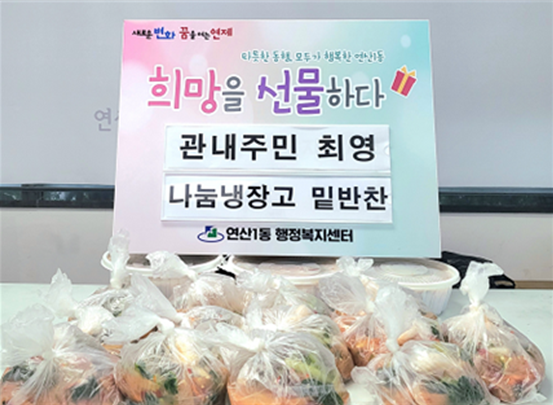 새로운 변화 꿈을 여는 연제
따뜻한 동행, 모두가 행복한 연산1동
희망을 선물하다
관내주민 최영
나눔냉장고 밑반찬
연산1동 행정복지센터
연산